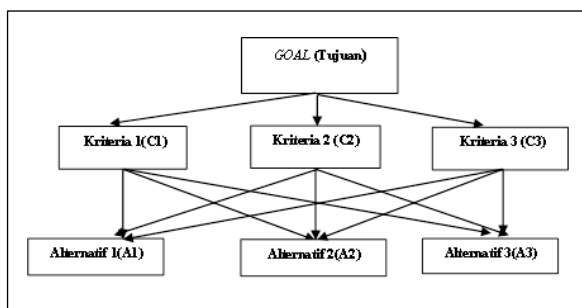 GOAL (Tujuan)
Kriteria 1(C1)
Kriteria 2 (C2)
Kriteria 3 (C3)
Alternatif 1(A1)
Alternatif 2(A2)
Alternatif 3(A3)